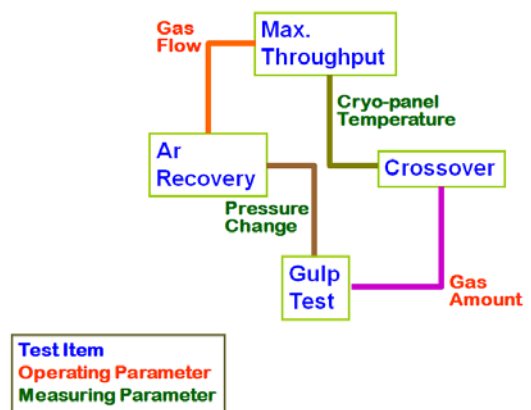 Gas
Flow
Max.
Throughput
Cryo-panel
Temperature
Ar
Recovery
Crossover
Pressure
Change
Gulp
Test
Gas
Amount
Test Item
Operating Parameter
Measuring Parameter